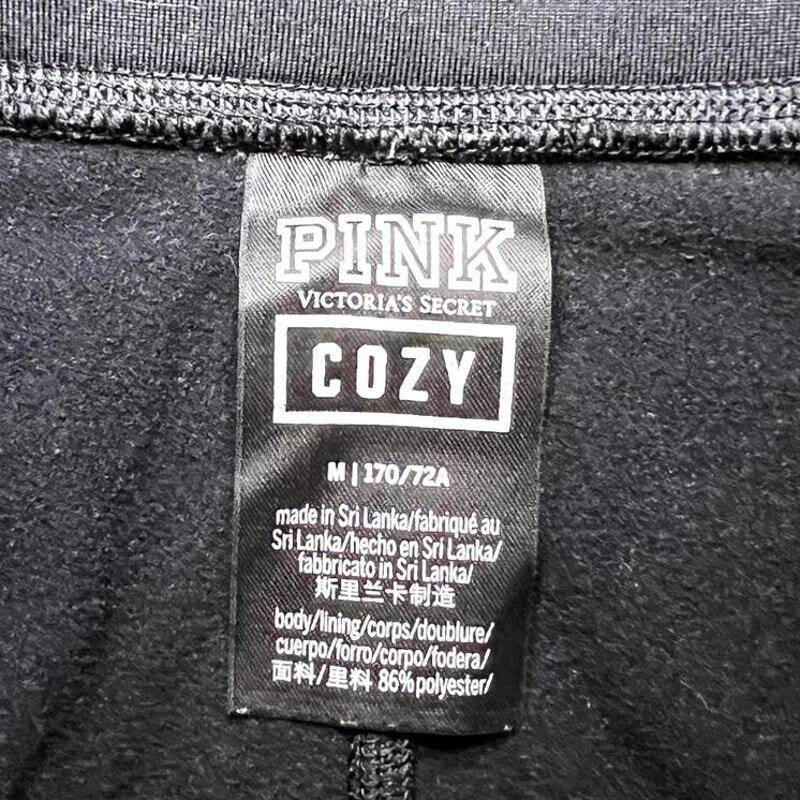 PINK
VICTORIA'S SECRET
COZY
M | 170/72A
made in Sri Lanka/fabriqué au
Sri Lanka/hecho en Sri Lanka/
fabbricato in Sri Lanka/
斯里兰卡制造
body/lining/corps/doublure/
cuerpo/forro/corpo/fodera/
面料/里料 86% polyester/